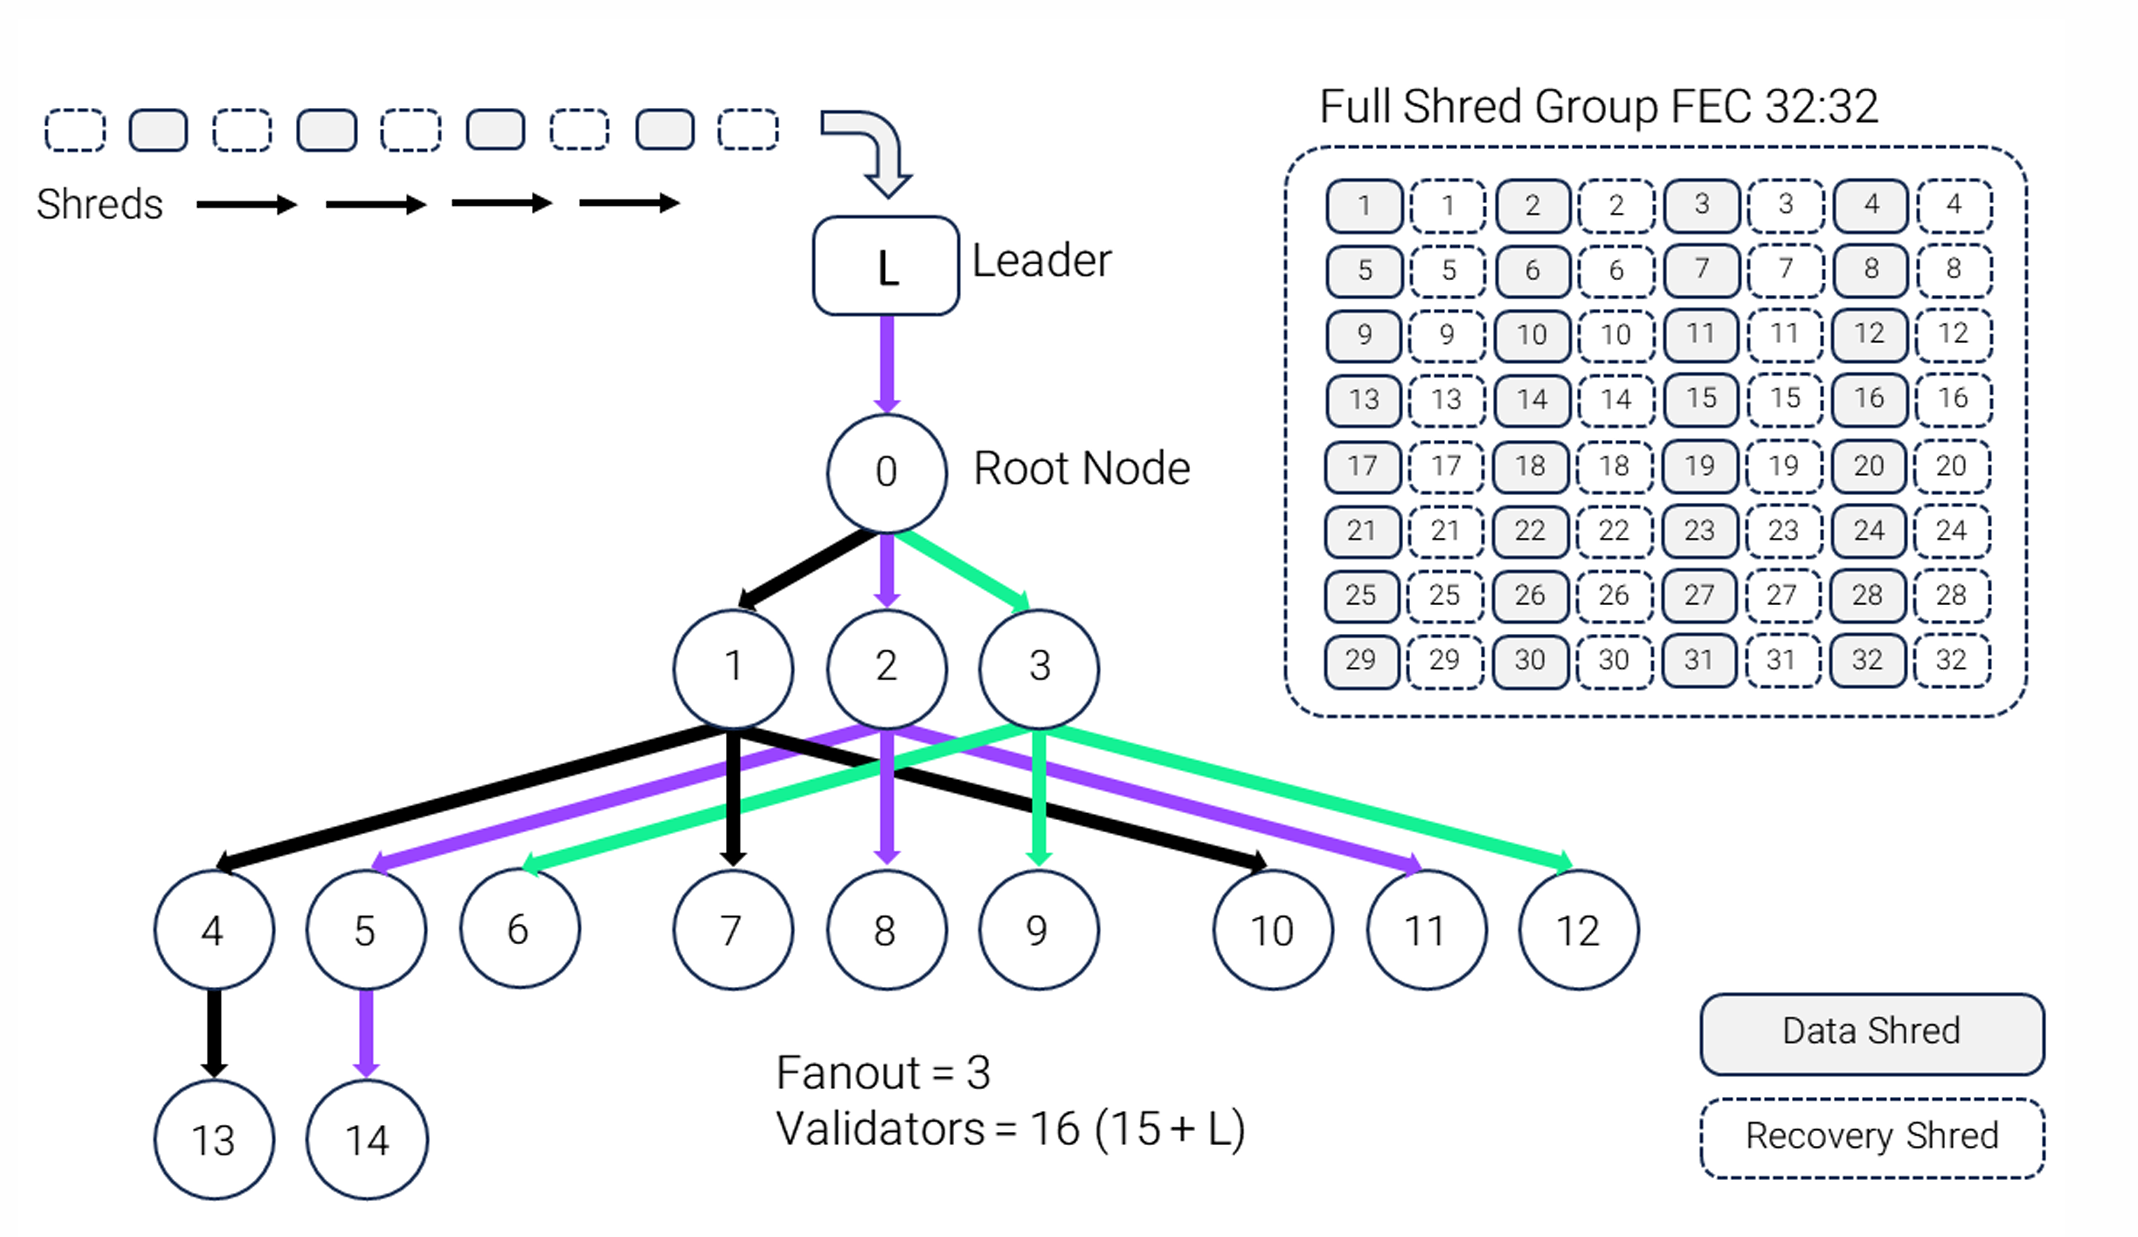 Full Shred Group FEC 32:32
Shreds
L
Leader
0
Root Node
1 1 2 2 3 3 4 4
5 5 6 6 7 7 8 8
9 9 10 10 11 11 12 12
13 13 14 14 15 15 16 16
17 17 18 18 19 19 20 20
21 21 22 22 23 23 24 24
25 25 26 26 27 27 28 28
29 29 30 30 31 31 32 32
1 2 3
4 5 6 7 8 9 10 11 12
13 14
Fanout = 3
Validators = 16 (15 + L)
Data Shred
Recovery Shred